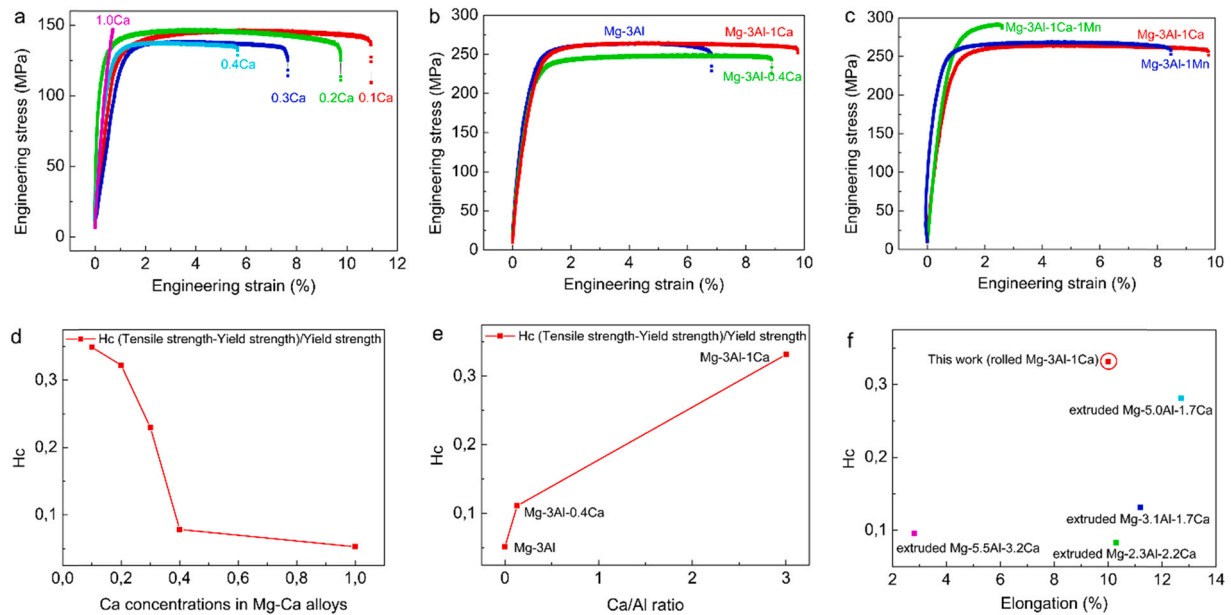 a
150
100
50
0
Engineering stress (MPa)
1.0Ca
0.4Ca
0.3Ca
0.2Ca
0.1Ca
0 2 4 6 8 10 12
Engineering strain (%)
b
300
250
200
150
100
50
0
Engineering stress (MPa)
Mg-3Al
Mg-3Al-1Ca
Mg-3Al-0.4Ca
0 2 4 6 8 10
Engineering strain (%)
c
300
250
200
150
100
50
0
Engineering stress (MPa)
Mg-3Al-1Ca-1Mn
Mg-3Al-1Ca
Mg-3Al-1Mn
0 2 4 6 8 10
Engineering strain (%)
d
Hc (Tensile strength-Yield strength)/Yield strength
0,3
0,2
0,1
Hc
0,0 0,2 0,4 0,6 0,8 1,0
Ca concentrations in Mg-Ca alloys
e
Hc (Tensile strength-Yield strength)/Yield strength
Mg-3Al-1Ca
0,3
0,2
0,1
Hc
Mg-3Al-0.4Ca
Mg-3Al
0 1 2 3
Ca/Al ratio
f
This work (rolled Mg-3Al-1Ca)
0,3
0,2
0,1
Hc
extruded Mg-5.0Al-1.7Ca
extruded Mg-3.1Al-1.7Ca
extruded Mg-5.5Al-3.2Ca
extruded Mg-2.3Al-2.2Ca
2 4 6 8 10 12 14
Elongation (%)